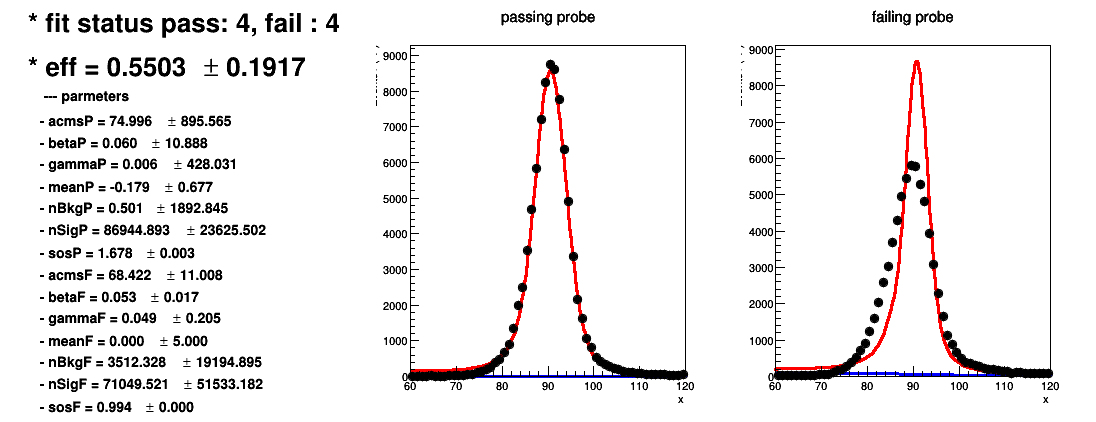 * fit status pass: 4, fail : 4
* eff = 0.5503 ± 0.1917
--- parmeters
- acmsP = 74.996 ± 895.565
- betaP = 0.060 ± 10.888
- gammaP = 0.006 ± 428.031
- meanP = -0.179 ± 0.677
- nBkgP = 0.501 ± 1892.845
- nSigP = 86944.893 ± 23625.502
- sosP = 1.678 ± 0.003
- acmsF = 68.422 ± 11.008
- betaF = 0.053 ± 0.017
- gammaF = 0.049 ± 0.205
- meanF = 0.000 ± 5.000
- nBkgF = 3512.328 ± 19194.895
- nSigF = 71049.521 ± 51533.182
- sosF = 0.994 ± 0.000
passing probe
9000
8000
7000
6000
5000
4000
3000
2000
1000
0
60 70 80 90 100 110 120
x
failing probe
9000
8000
7000
6000
5000
4000
3000
2000
1000
0
60 70 80 90 100 110 120
x